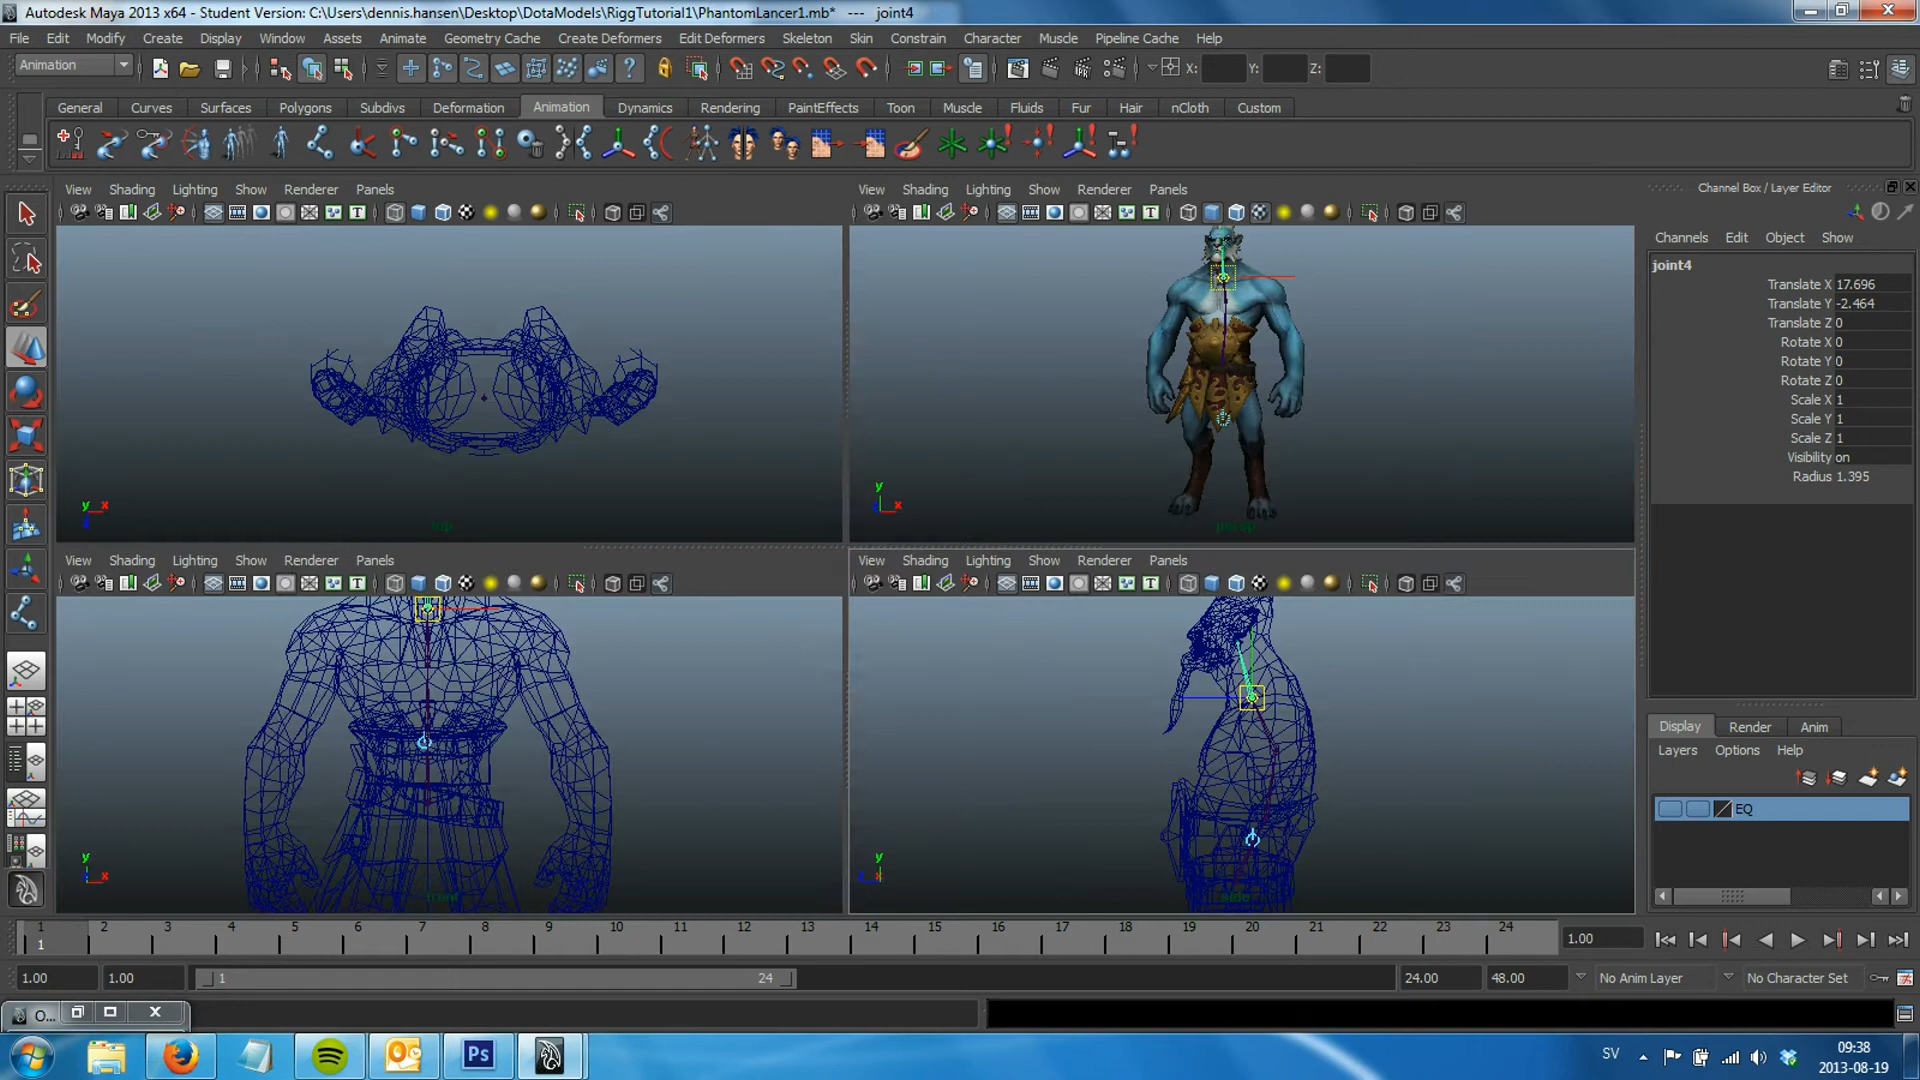 Autodesk Maya 2013 x64 - Student Version: C:\Users\dennis.hansen\Desktop\DotaModels\RiggTutorial1\PhantomLancer1.mb*   ---   joint4
File Edit Modify Create Display Window Assets Animate Geometry Cache Create Deformers Edit Deformers Skeleton Skin Constrain Character Muscle Pipeline Cache Help
Animation X: Y: Z:
General Curves Surfaces Polygons Subdivs Deformation Animation Dynamics Rendering PaintEffects Toon Muscle Fluids Fur Hair nCloth Custom
View Shading Lighting Show Renderer Panels
View Shading Lighting Show Renderer Panels
Channel Box / Layer Editor
Channels Edit Object Show
joint4
Translate X 17.696
Translate Y -2.464
Translate Z 0
Rotate X 0
Rotate Y 0
Rotate Z 0
Scale X 1
Scale Y 1
Scale Z 1
Visibility on
Radius 1.395
y x
top
y x
persp
View Shading Lighting Show Renderer Panels
View Shading Lighting Show Renderer Panels
y x
front
y
side
Display Render Anim
Layers Options Help
EQ
1 2 3 4 5 6 7 8 9 10 11 12 13 14 15 16 17 18 19 20 21 22 23 24
1
1.00
1.00 1.00 1 24 24.00 48.00 No Anim Layer No Character Set
O...
Ps
SV
09:38
2013-08-19